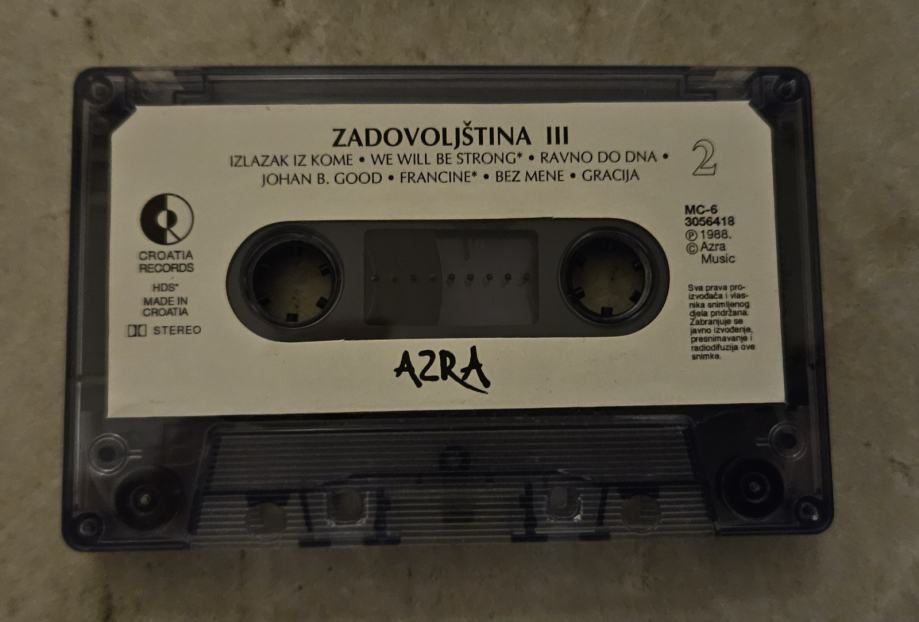 ZADOVOLJŠTINA III
IZLAZAK IZ KOME • WE WILL BE STRONG* • RAVNO DO DNA •
JOHAN B. GOOD • FRANCINE* • BEZ MENE • GRACIJA
2
CROATIA
RECORDS
HDS*
MADE IN
CROATIA
STEREO
MC-6
3056418
Ⓟ 1988.
© Azra
Music
Sva prava pro-
izvođača i vlas-
nika snimljenog
djela pridržana.
Zabranjuje se
javno izvođenje,
presnimavanje i
radiodifuzija ove
snimke.
AZRA